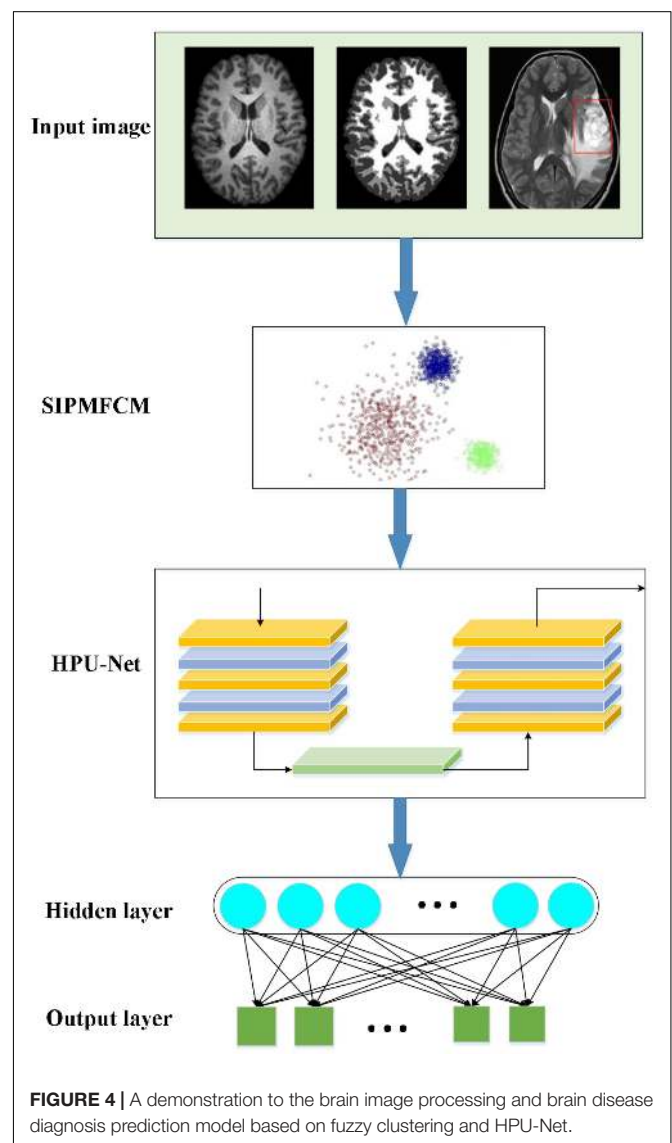 Input image
SIPMFCM
HPU-Net
Hidden layer
Output layer
FIGURE 4 | A demonstration to the brain image processing and brain disease
diagnosis prediction model based on fuzzy clustering and HPU-Net.